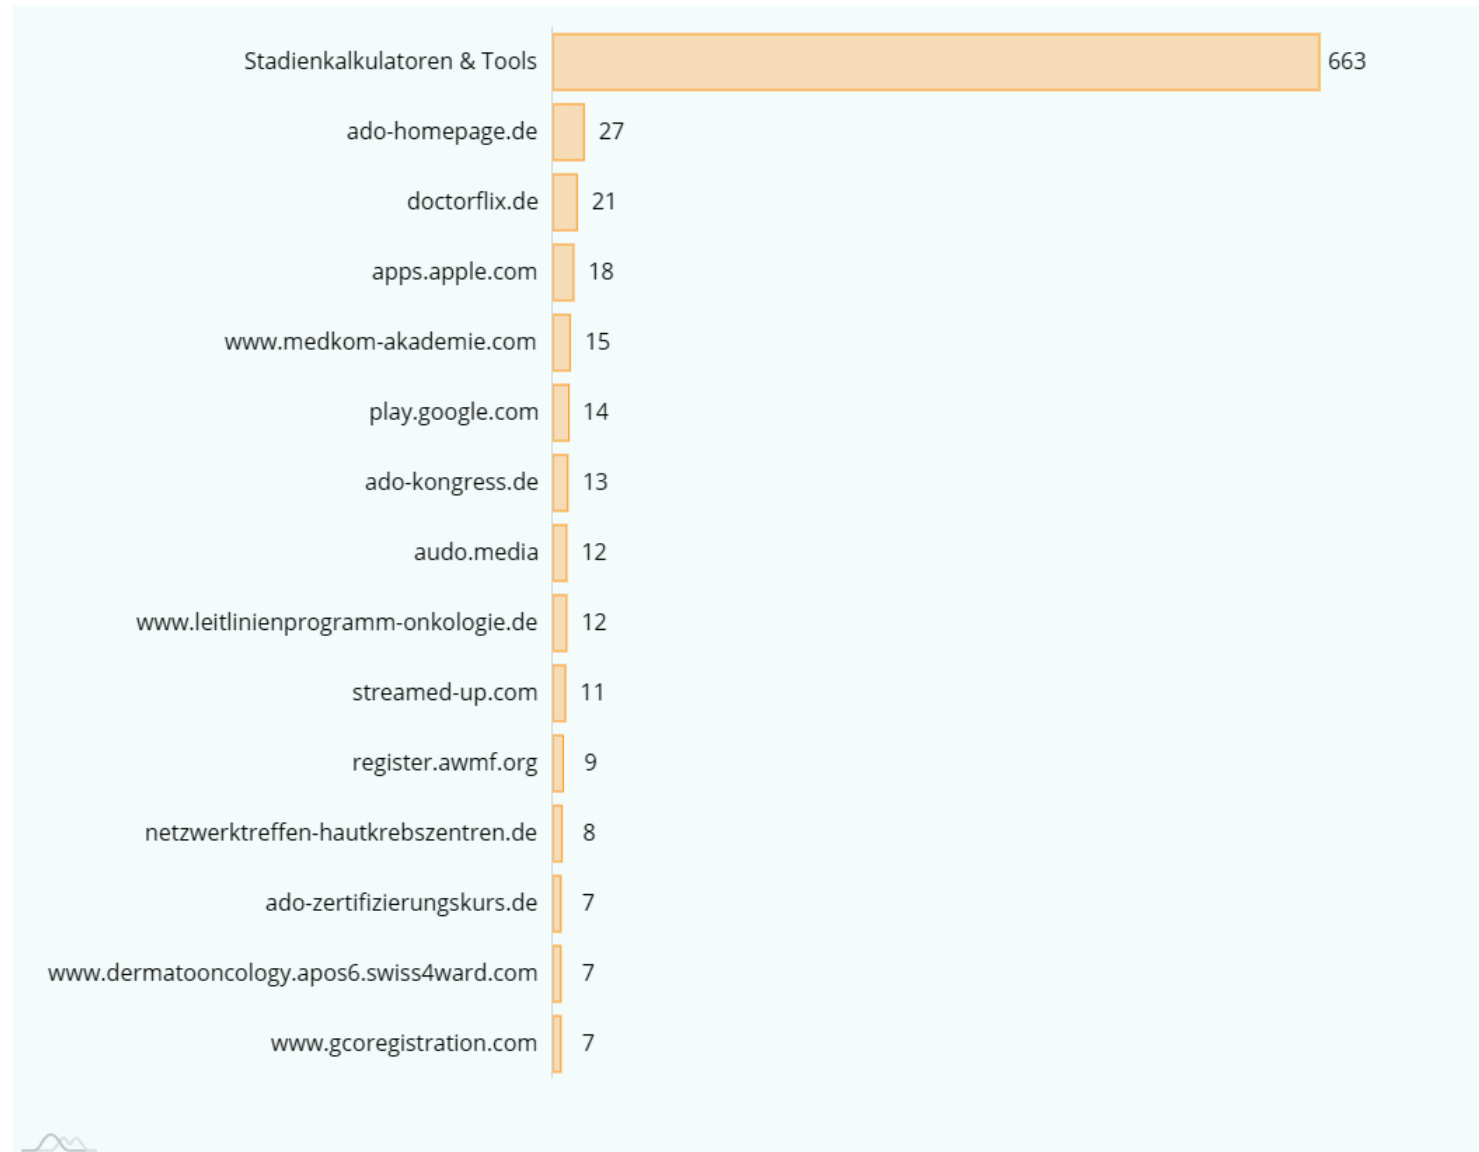 Stadienkalkulatoren & Tools 663
ado-homepage.de 27
doctorflix.de 21
apps.apple.com 18
www.medkom-akademie.com 15
play.google.com 14
ado-kongress.de 13
audo.media 12
www.leitlinienprogramm-onkologie.de 12
streamed-up.com 11
register.awmf.org 9
netzwerktreffen-hautkrebszentren.de 8
ado-zertifizierungskurs.de 7
www.dermatooncology.apos6.swiss4ward.com 7
www.gcoregistration.com 7